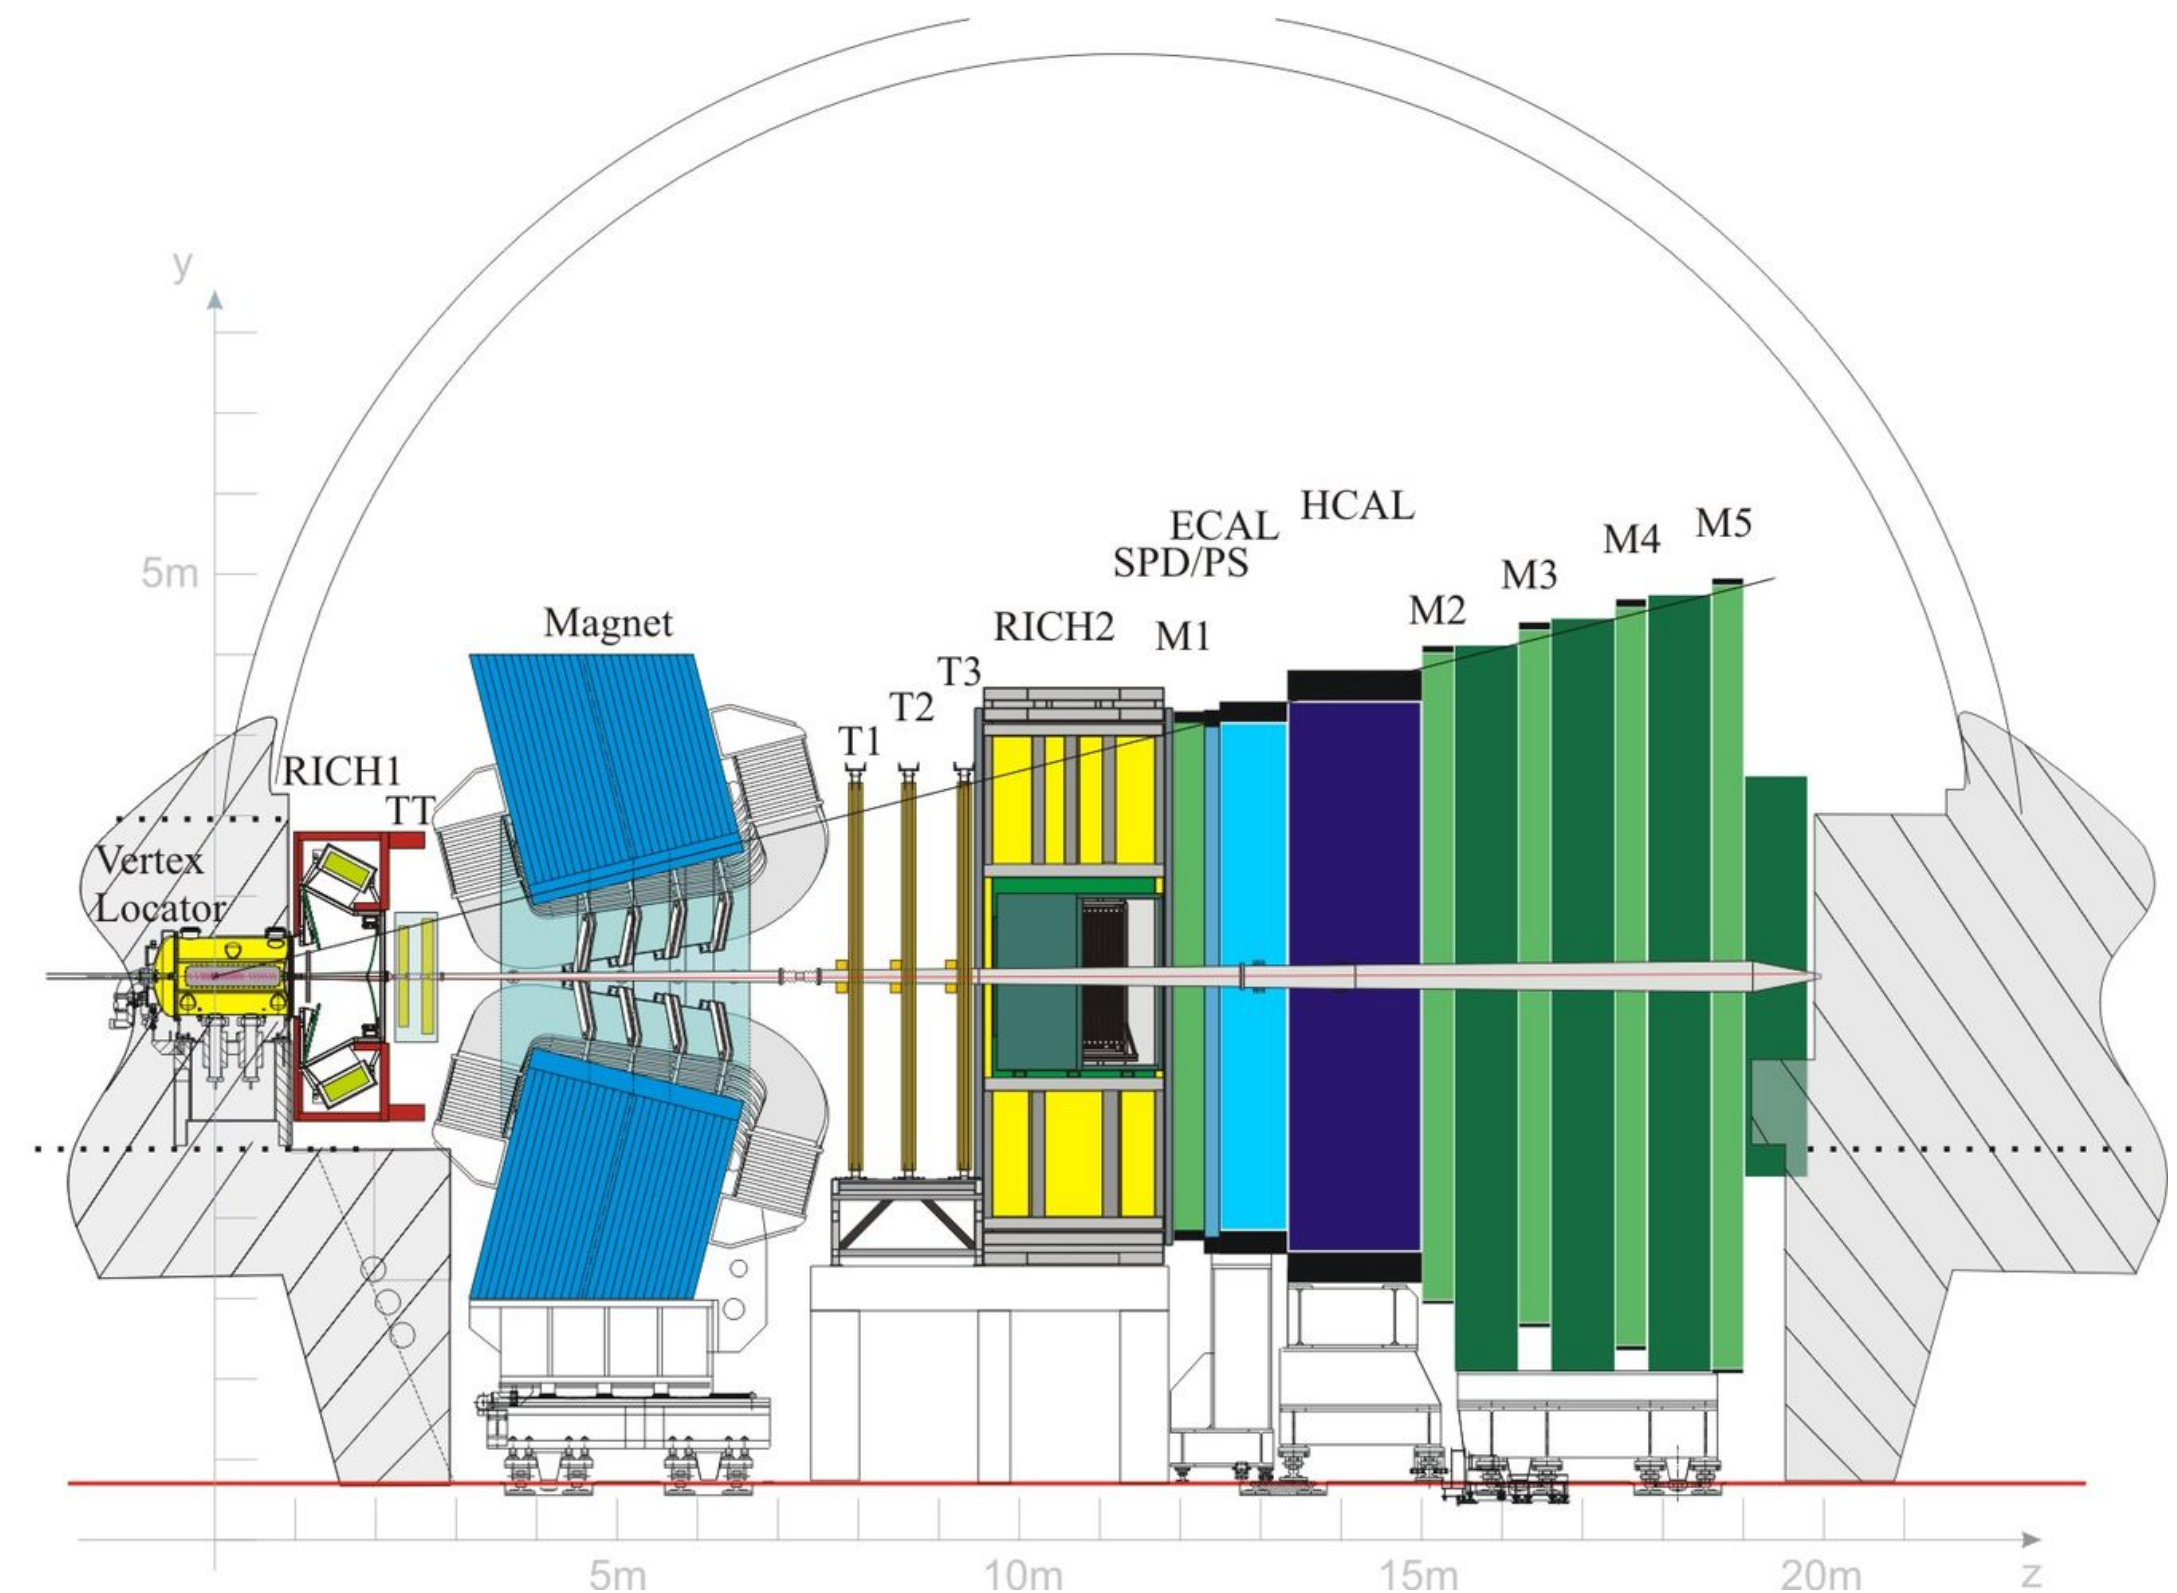 y
HCAL
ECAL
M5
M4
SPD/PS
5m
M3
M2
Magnet
RICH2
M1
T3
T2
T1
RICH1
TT
Vertex
Locator
5m
10m
15m
20m
z